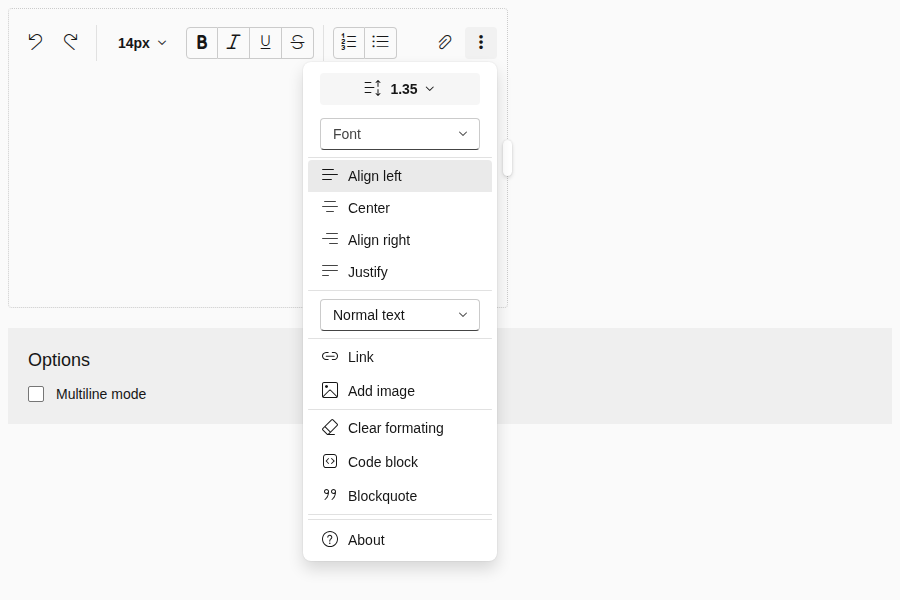 14px
B I U S
1.35
Font
Align left
Center
Align right
Justify
Normal text
Options
Link
Multiline mode
Add image
Clear formating
Code block
Blockquote
About